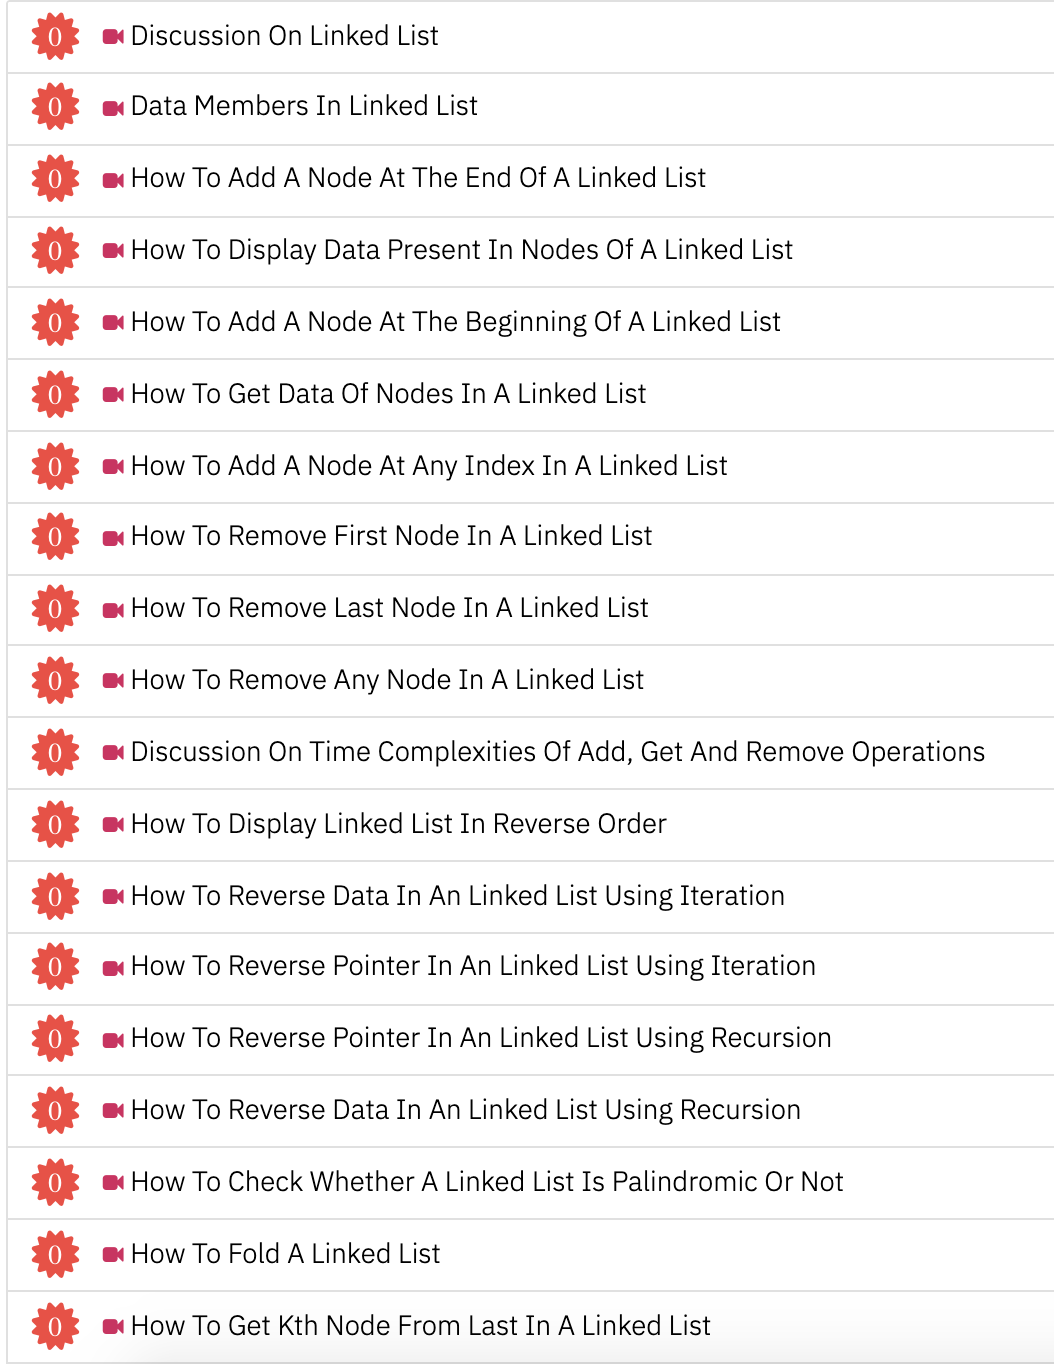 0 Discussion On Linked List
0 Data Members In Linked List
0 How To Add A Node At The End Of A Linked List
0 How To Display Data Present In Nodes Of A Linked List
0 How To Add A Node At The Beginning Of A Linked List
0 How To Get Data Of Nodes In A Linked List
0 How To Add A Node At Any Index In A Linked List
0 How To Remove First Node In A Linked List
0 How To Remove Last Node In A Linked List
0 How To Remove Any Node In A Linked List
0 Discussion On Time Complexities Of Add, Get And Remove Operations
0 How To Display Linked List In Reverse Order
0 How To Reverse Data In An Linked List Using Iteration
0 How To Reverse Pointer In An Linked List Using Iteration
0 How To Reverse Pointer In An Linked List Using Recursion
0 How To Reverse Data In An Linked List Using Recursion
0 How To Check Whether A Linked List Is Palindromic Or Not
0 How To Fold A Linked List
0 How To Get Kth Node From Last In A Linked List